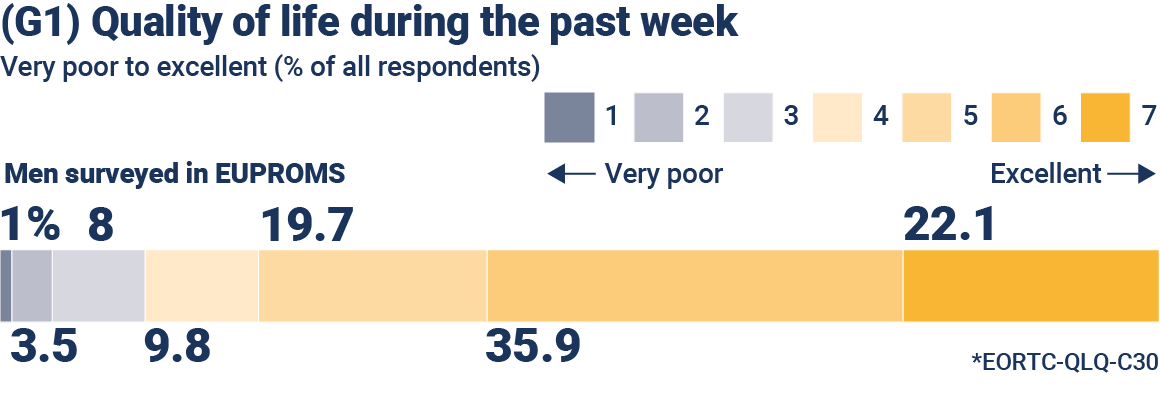 (G1) Quality of life during the past week
Very poor to excellent (% of all respondents)
1 2 3 4 5 6 7
Men surveyed in EUPROMS
Very poor Excellent
1% 8 19.7 22.1
3.5 9.8 35.9
*EORTC-QLQ-C30